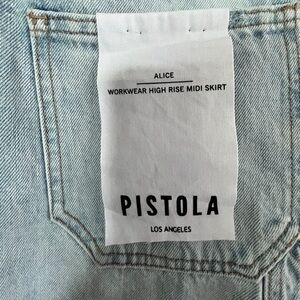 ALICE
WORKWEAR HIGH RISE MIDI SKIRT
PISTOLA
LOS ANGELES